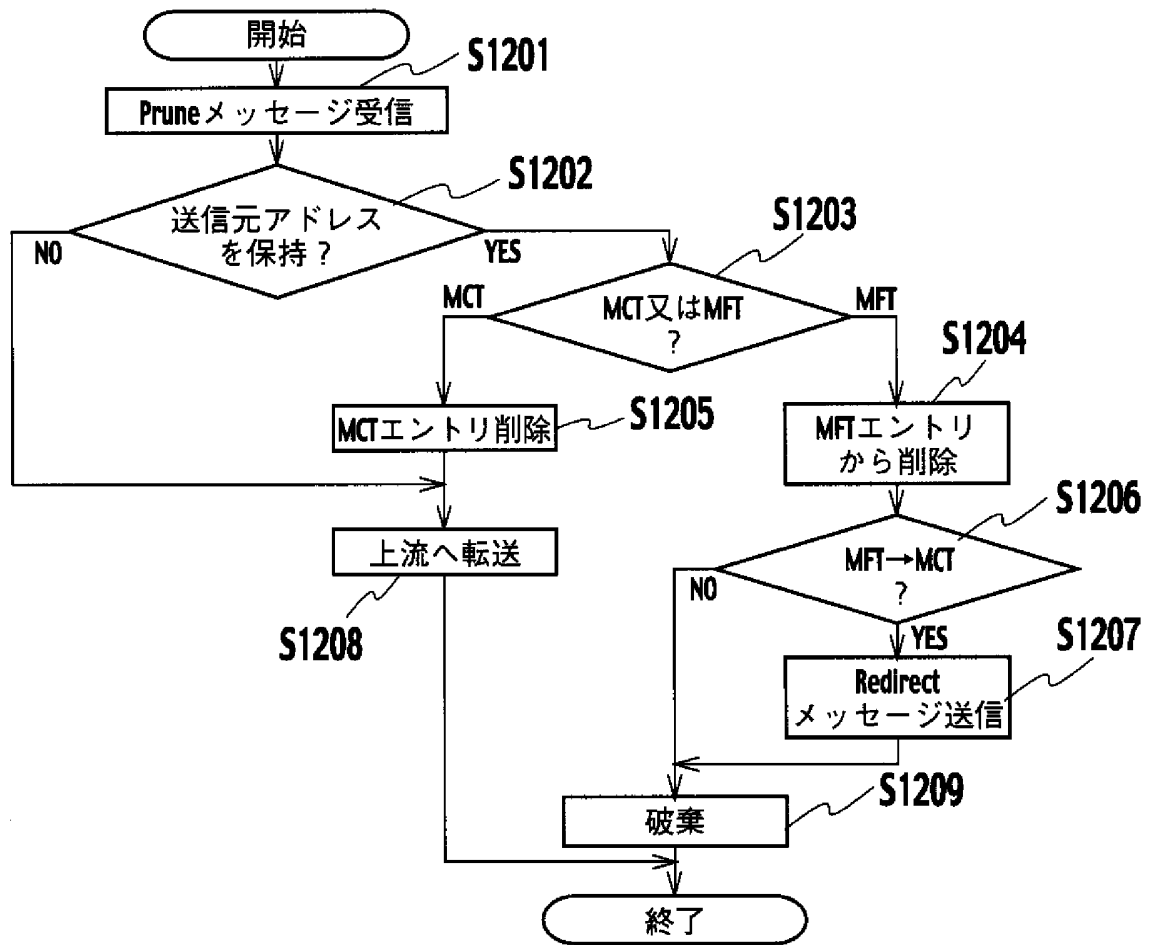 開始
S1201
Pruneメッセージ受信
S1202
送信元アドレス
を保持？
NO
YES
S1203
MCT
MCT又はMFT
？
MFT
S1204
MCTエントリ削除
S1205
MFTエントリ
から削除
S1206
上流へ転送
MFT→MCT
？
NO
S1208
YES
S1207
Redirect
メッセージ送信
S1209
破棄
終了